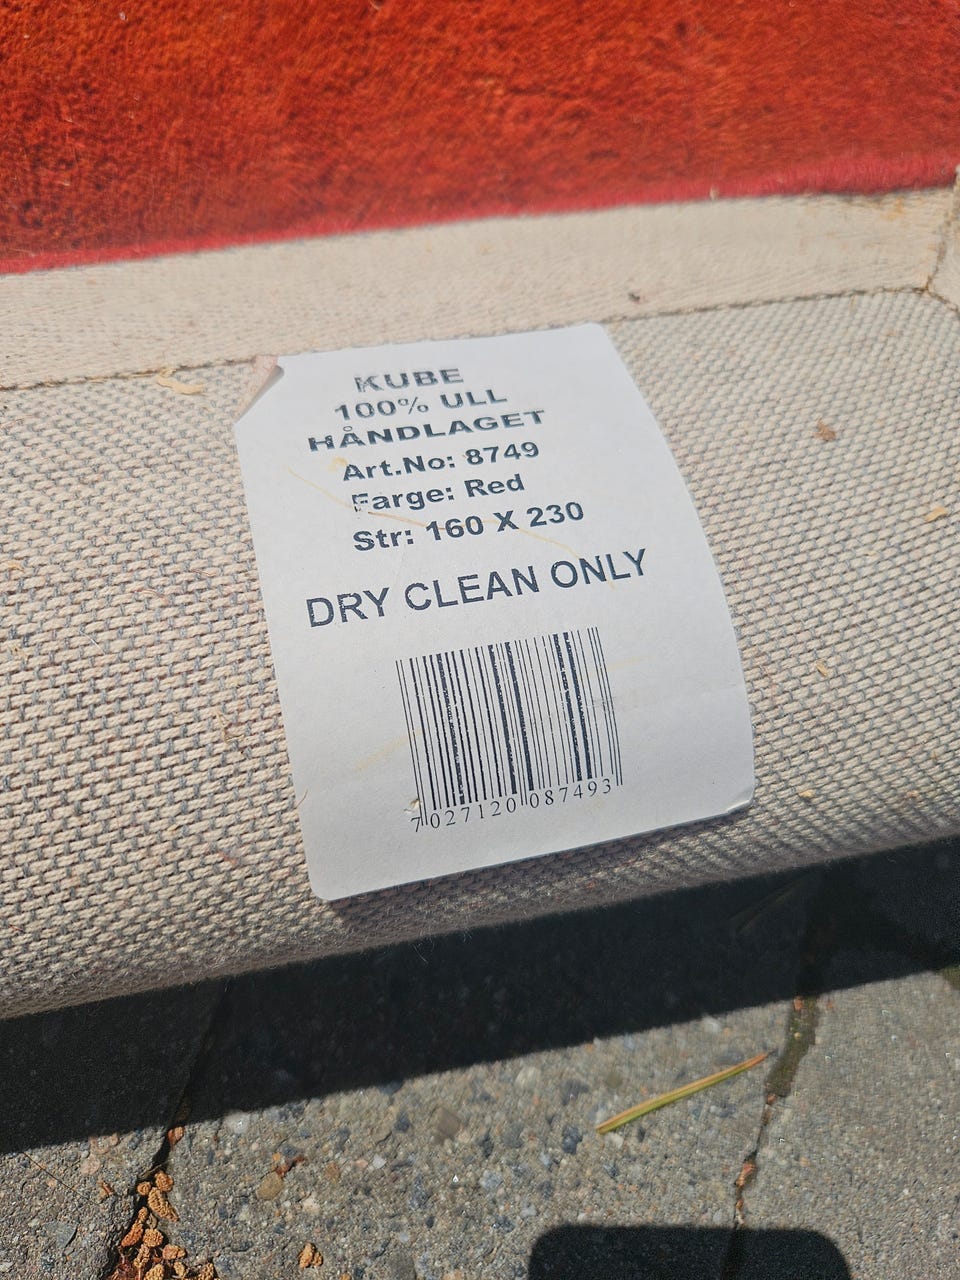 KUBE
100% ULL
HÅNDLAGET
Art.No: 8749
Farge: Red
Str: 160 X 230
DRY CLEAN ONLY
7027120087493